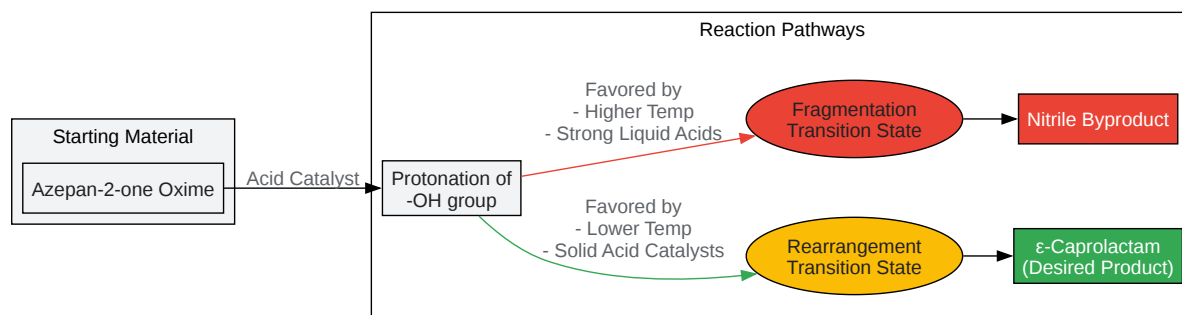 Reaction Pathways
Starting Material
Azepan-2-one Oxime
Acid Catalyst
Protonation of
-OH group
Favored by
- Higher Temp
- Strong Liquid Acids
Fragmentation
Transition State
Nitrile Byproduct
Favored by
- Lower Temp
- Solid Acid Catalysts
Rearrangement
Transition State
ε-Caprolactam
(Desired Product)